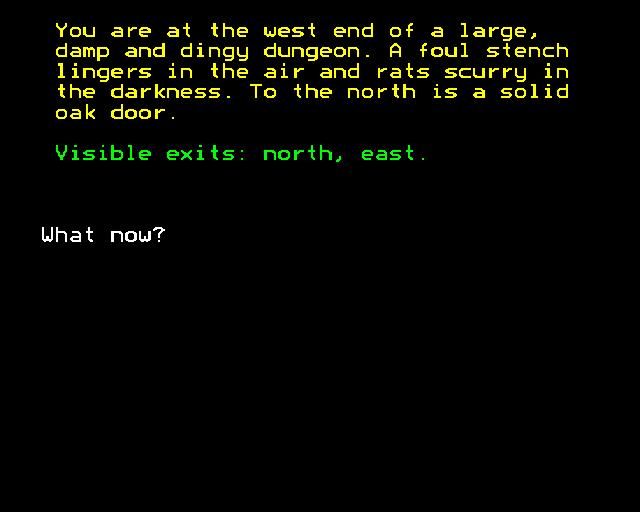 You are at the west end of a large,
damp and dingy dungeon. A foul stench
lingers in the air and rats scurry in
the darkness. To the north is a solid
oak door.
Visible exits: north, east.
What now?